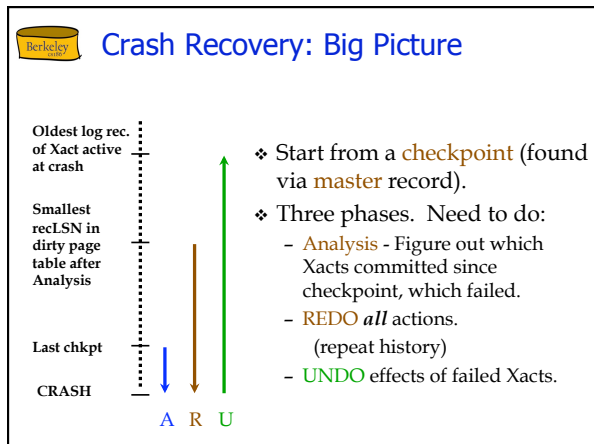 Berkeley
cs186
Crash Recovery: Big Picture
Oldest log rec.
of Xact active
at crash
Smallest
recLSN in
dirty page
table after
Analysis
Last chkpt
CRASH
A R U
❖ Start from a checkpoint (found
via master record).
❖ Three phases. Need to do:
– Analysis - Figure out which
Xacts committed since
checkpoint, which failed.
– REDO all actions.
(repeat history)
– UNDO effects of failed Xacts.